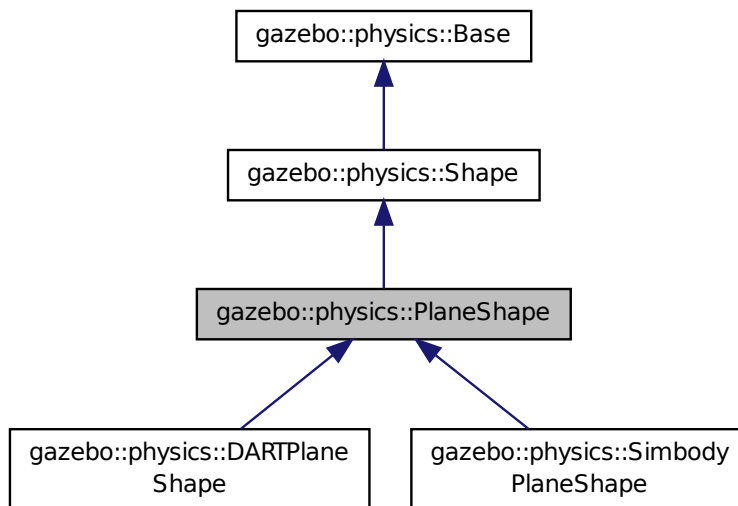 gazebo::physics::Base
gazebo::physics::Shape
gazebo::physics::PlaneShape
gazebo::physics::DARTPlane
Shape
gazebo::physics::Simbody
PlaneShape